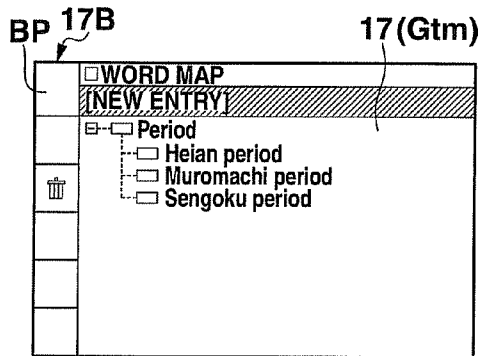 BP 17B 17(Gtm)
□WORD MAP
[NEW ENTRY]
Period
Heian period
Muromachi period
Sengoku period